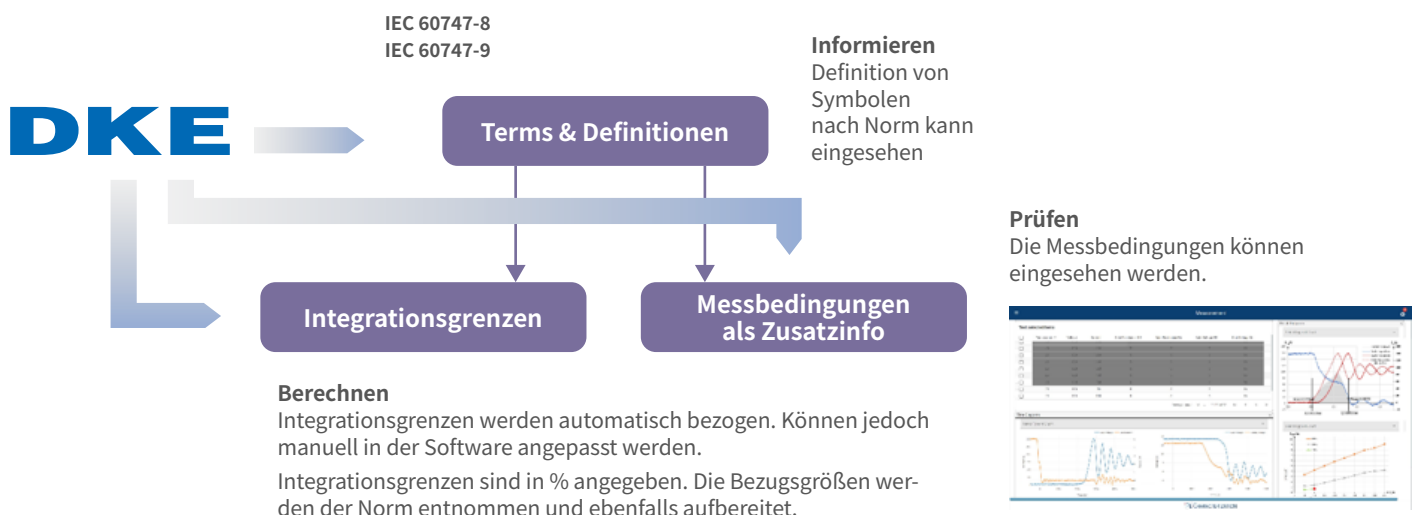 IEC 60747-8
IEC 60747-9
DKE
Terms & Definitionen
Informieren
Definition von
Symbolen
nach Norm kann
eingesehen
Integrationsgrenzen
Messbedingungen
als Zusatzinfo
Prüfen
Die Messbedingungen können
eingesehen werden.
Measurement
Berechnen
Integrationsgrenzen werden automatisch bezogen. Können jedoch
manuell in der Software angepasst werden.
Integrationsgrenzen sind in % angegeben. Die Bezugsgrößen wer-
den der Norm entnommen und ebenfalls aufbereitet.